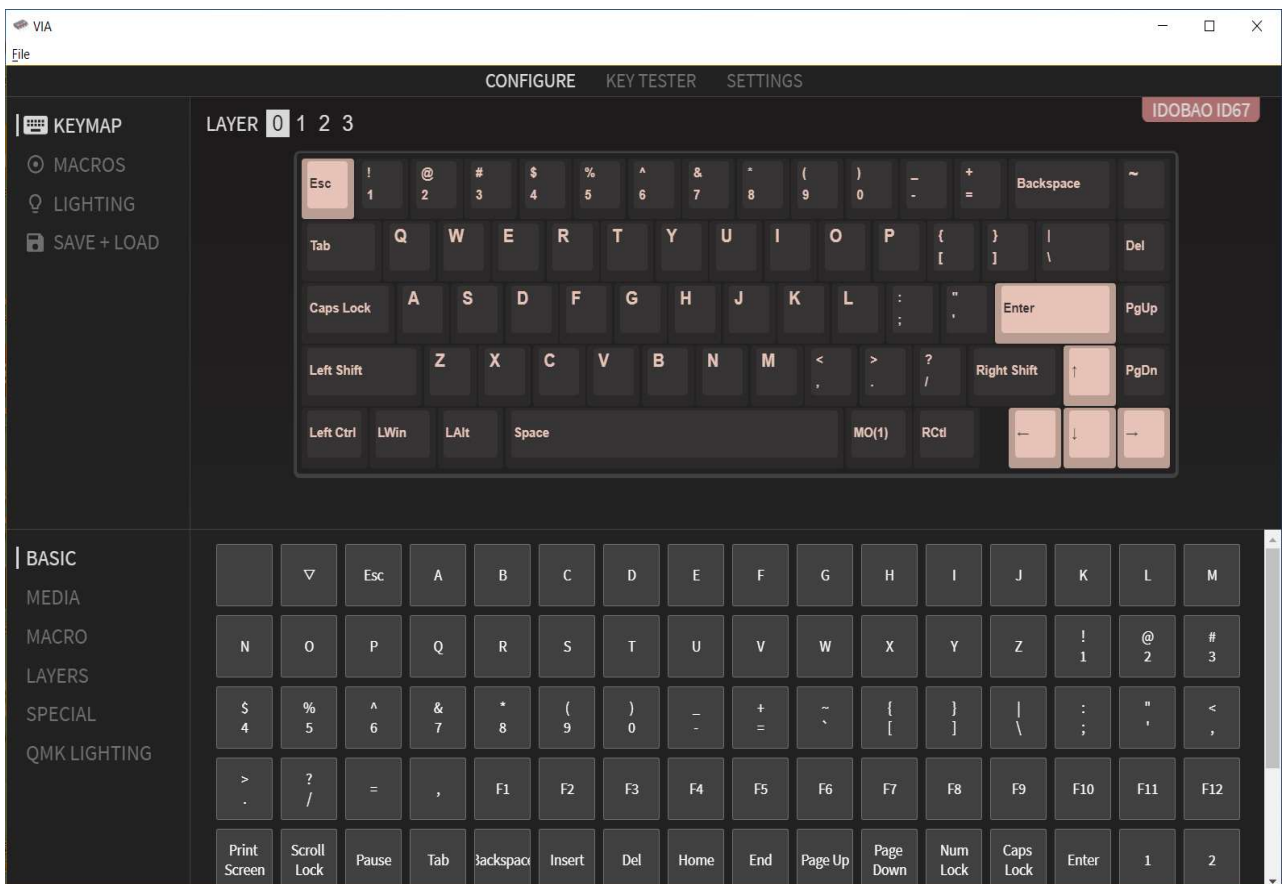 VIA
File
CONFIGURE KEY TESTER SETTINGS
IDOBAO ID67
KEYMAP
MACROS
LIGHTING
SAVE + LOAD
LAYER 0 1 2 3
Esc ! @ # $ % ^ & * ( ) _ + Backspace ~
1 2 3 4 5 6 7 8 9 0 - =
Tab Q W E R T Y U I O P { } | Del
[ ] \
Caps Lock A S D F G H J K L : " Enter PgUp
; '
Left Shift Z X C V B N M < > ? Right Shift ↑ PgDn
, . /
Left Ctrl LWin LAlt Space MO(1) RCtl ← ↓ →
BASIC
MEDIA
MACRO
LAYERS
SPECIAL
QMK LIGHTING
▽ Esc A B C D E F G H I J K L M
N O P Q R S T U V W X Y Z ! @ #
1 2 3
$ % ^ & * ( ) _ + ~ { } | : " <
4 5 6 7 8 9 0 - = ` [ ] \ ; ' ,
> ? = , F1 F2 F3 F4 F5 F6 F7 F8 F9 F10 F11 F12
. /
Print Scroll Pause Tab Backspace Insert Del Home End Page Up Page Num Caps Enter 1 2
Screen Lock Down Lock Lock